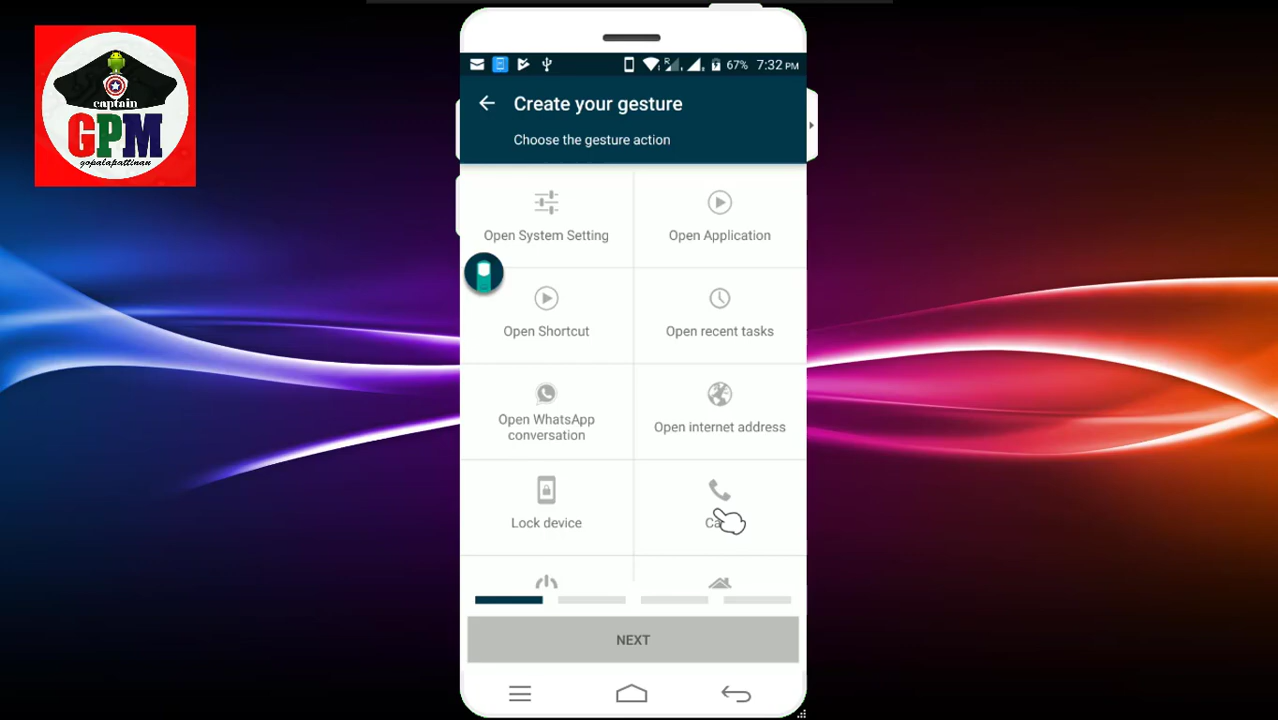 captain
GPM
gopalapattinam
R
67%
7:32 PM
Create your gesture
Choose the gesture action
Open System Setting
Open Application
Open Shortcut
Open recent tasks
Open WhatsApp
conversation
Open internet address
Lock device
NEXT